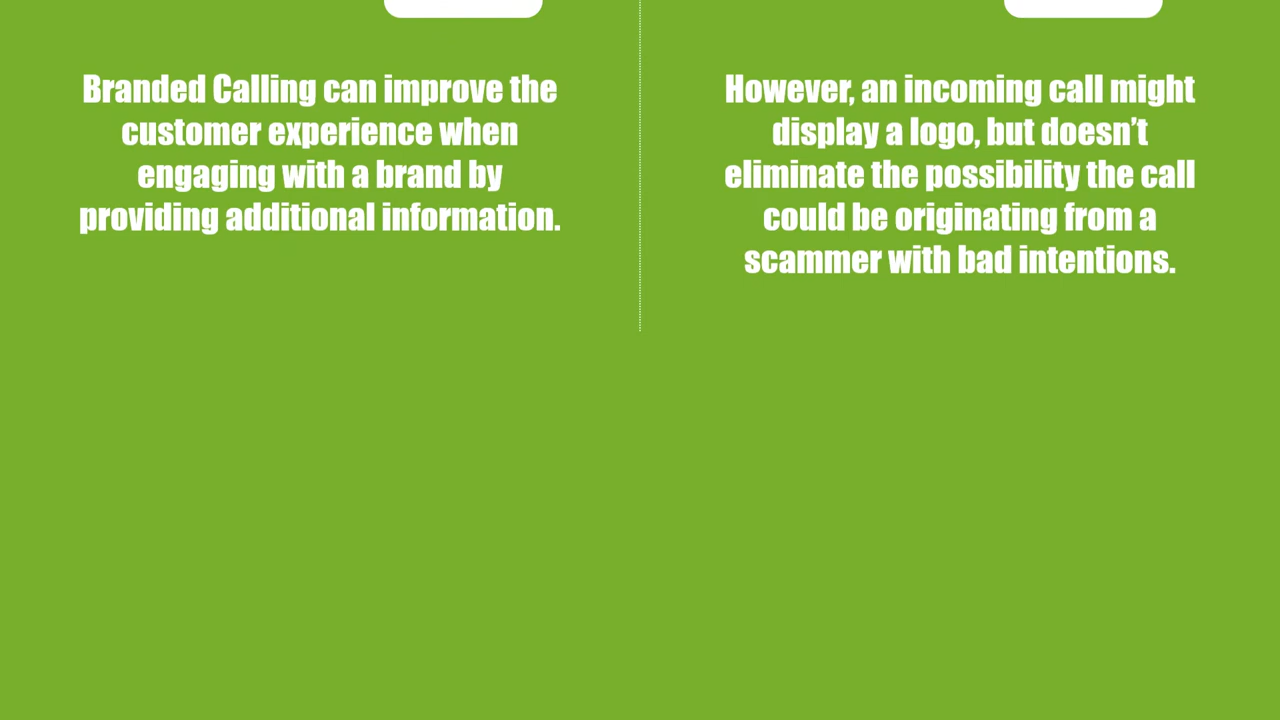 Branded Calling can improve the
customer experience when
engaging with a brand by
providing additional information.
However, an incoming call might
display a logo, but doesn’t
eliminate the possibility the call
could be originating from a
scammer with bad intentions.